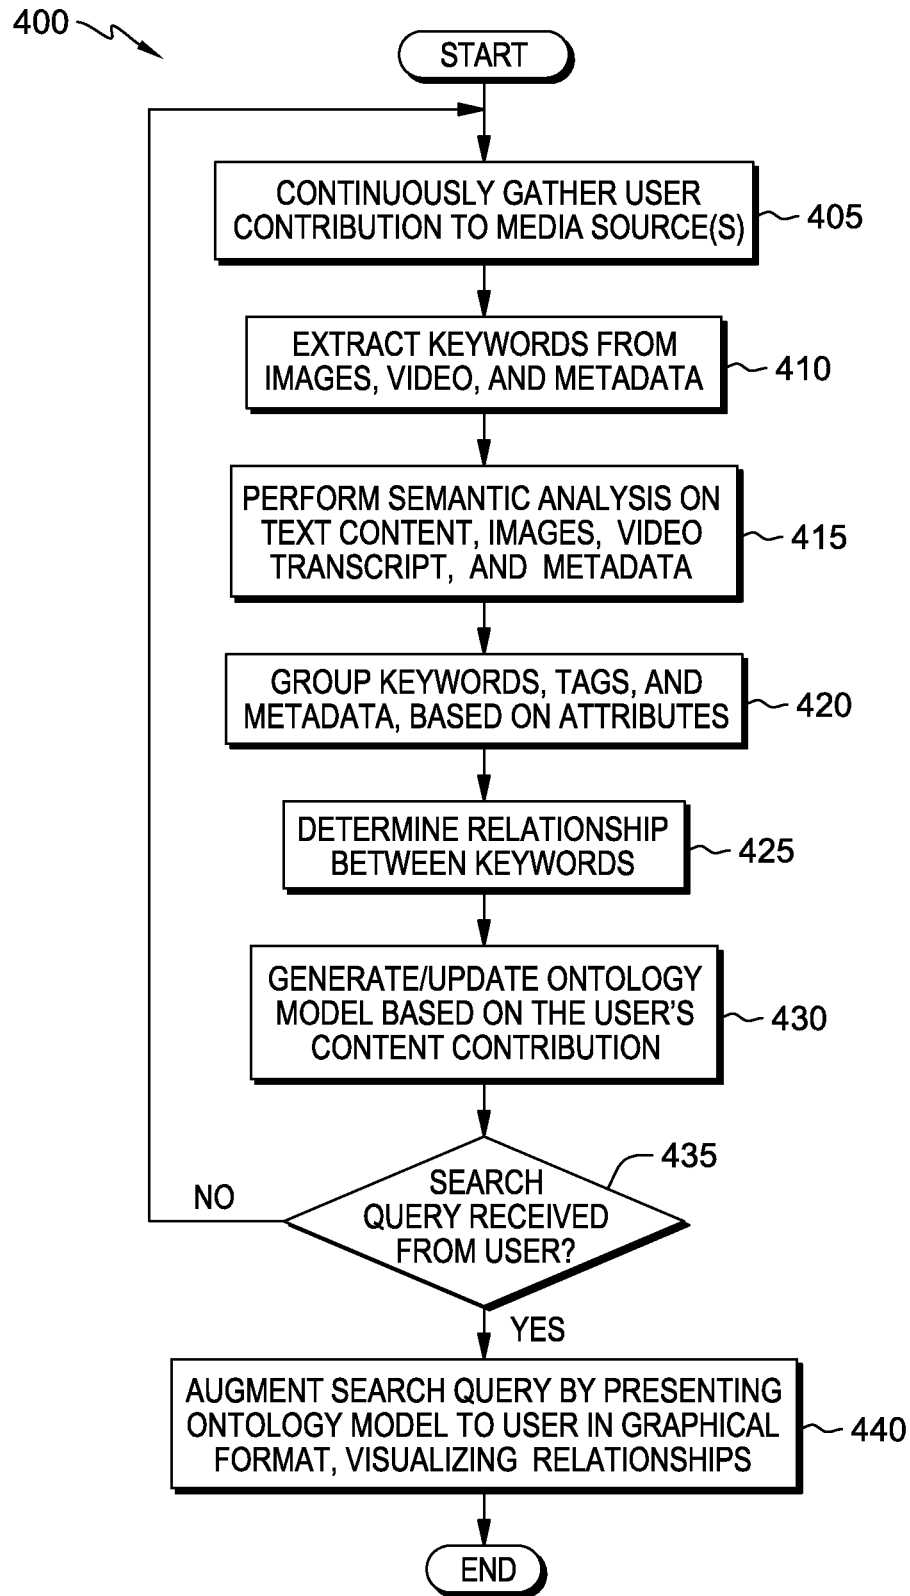 400
START
CONTINUOUSLY GATHER USER
CONTRIBUTION TO MEDIA SOURCE(S)
405
EXTRACT KEYWORDS FROM
IMAGES, VIDEO, AND METADATA
410
PERFORM SEMANTIC ANALYSIS ON
TEXT CONTENT, IMAGES, VIDEO
TRANSCRIPT, AND METADATA
415
GROUP KEYWORDS, TAGS, AND
METADATA, BASED ON ATTRIBUTES
420
DETERMINE RELATIONSHIP
BETWEEN KEYWORDS
425
GENERATE/UPDATE ONTOLOGY
MODEL BASED ON THE USER'S
CONTENT CONTRIBUTION
430
SEARCH
QUERY RECEIVED
FROM USER?
435
NO
YES
AUGMENT SEARCH QUERY BY PRESENTING
ONTOLOGY MODEL TO USER IN GRAPHICAL
FORMAT, VISUALIZING RELATIONSHIPS
440
END